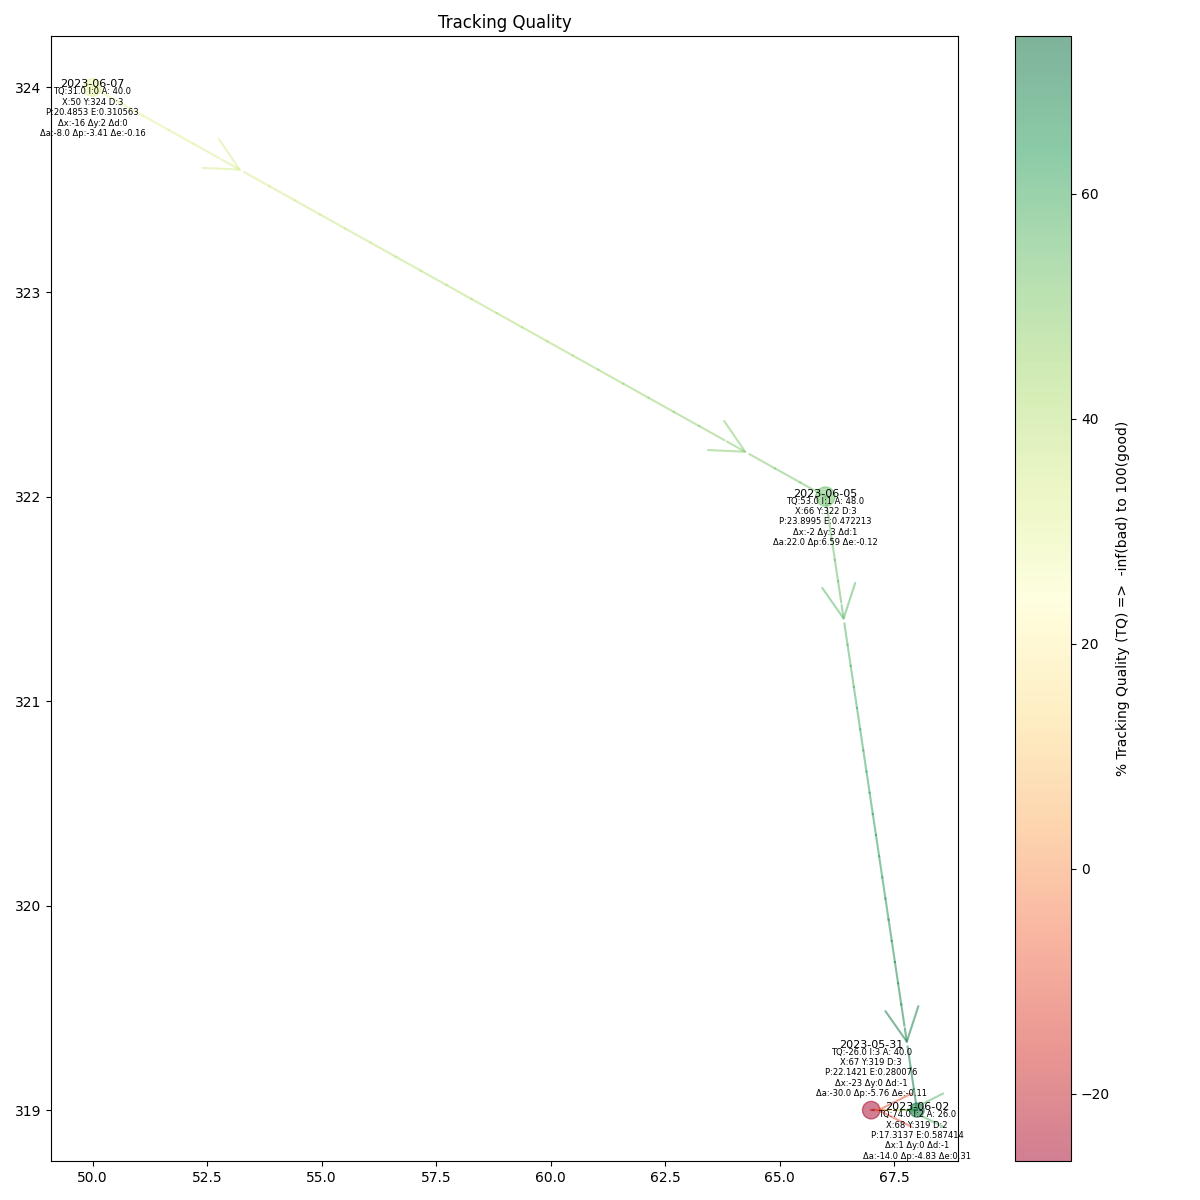 Tracking Quality
324
323
322
321
320
319
50.0
52.5
55.0
57.5
60.0
62.5
65.0
67.5
2023-06-07
TQ:31.0 I:0 A: 40.0
X:50 Y:324 D:3
P:20.4853 E:0.310563
Δx:-16 Δy:2 Δd:0
Δa:-8.0 Δp:-3.41 Δe:-0.16
2023-06-05
TQ:53.0 I:1 A: 48.0
X:66 Y:322 D:3
P:23.8995 E:0.472213
Δx:-2 Δy:3 Δd:1
Δa:22.0 Δp:6.59 Δe:-0.12
2023-05-31
TQ:-26.0 I:3 A: 40.0
X:67 Y:319 D:3
P:22.1421 E:0.280076
Δx:-23 Δy:0 Δd:-1
Δa:-30.0 Δp:-5.76 Δe:-0.11
2023-06-02
TQ:74.0 I:2 A: 26.0
X:68 Y:319 D:2
P:17.3137 E:0.587414
Δx:1 Δy:0 Δd:-1
Δa:-14.0 Δp:-4.83 Δe:0.31
60
40
20
0
−20
% Tracking Quality (TQ) => -inf(bad) to 100(good)